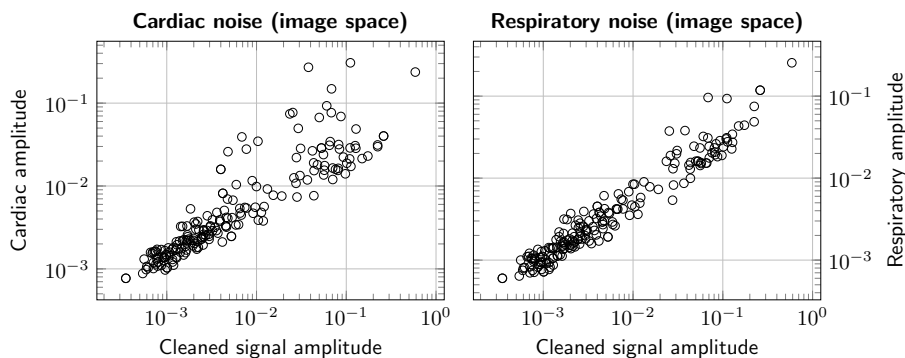 Cardiac noise (image space)
Respiratory noise (image space)
Cardiac amplitude
10^-1
10^-2
10^-3
10^-3 10^-2 10^-1 10^0
Cleaned signal amplitude
10^-3 10^-2 10^-1 10^0
Cleaned signal amplitude
10^-1
10^-2
10^-3
Respiratory amplitude